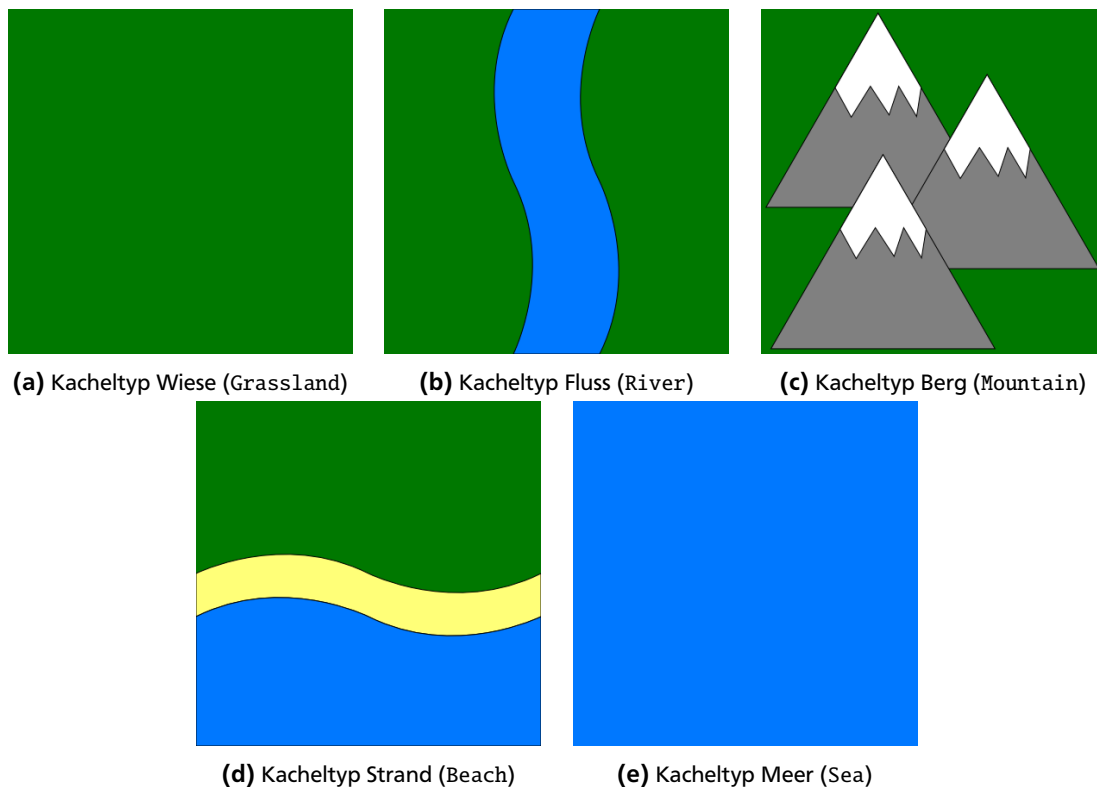 (a) Kacheltyp Wiese (Grassland)
(b) Kacheltyp Fluss (River)
(c) Kacheltyp Berg (Mountain)
(d) Kacheltyp Strand (Beach)
(e) Kacheltyp Meer (Sea)